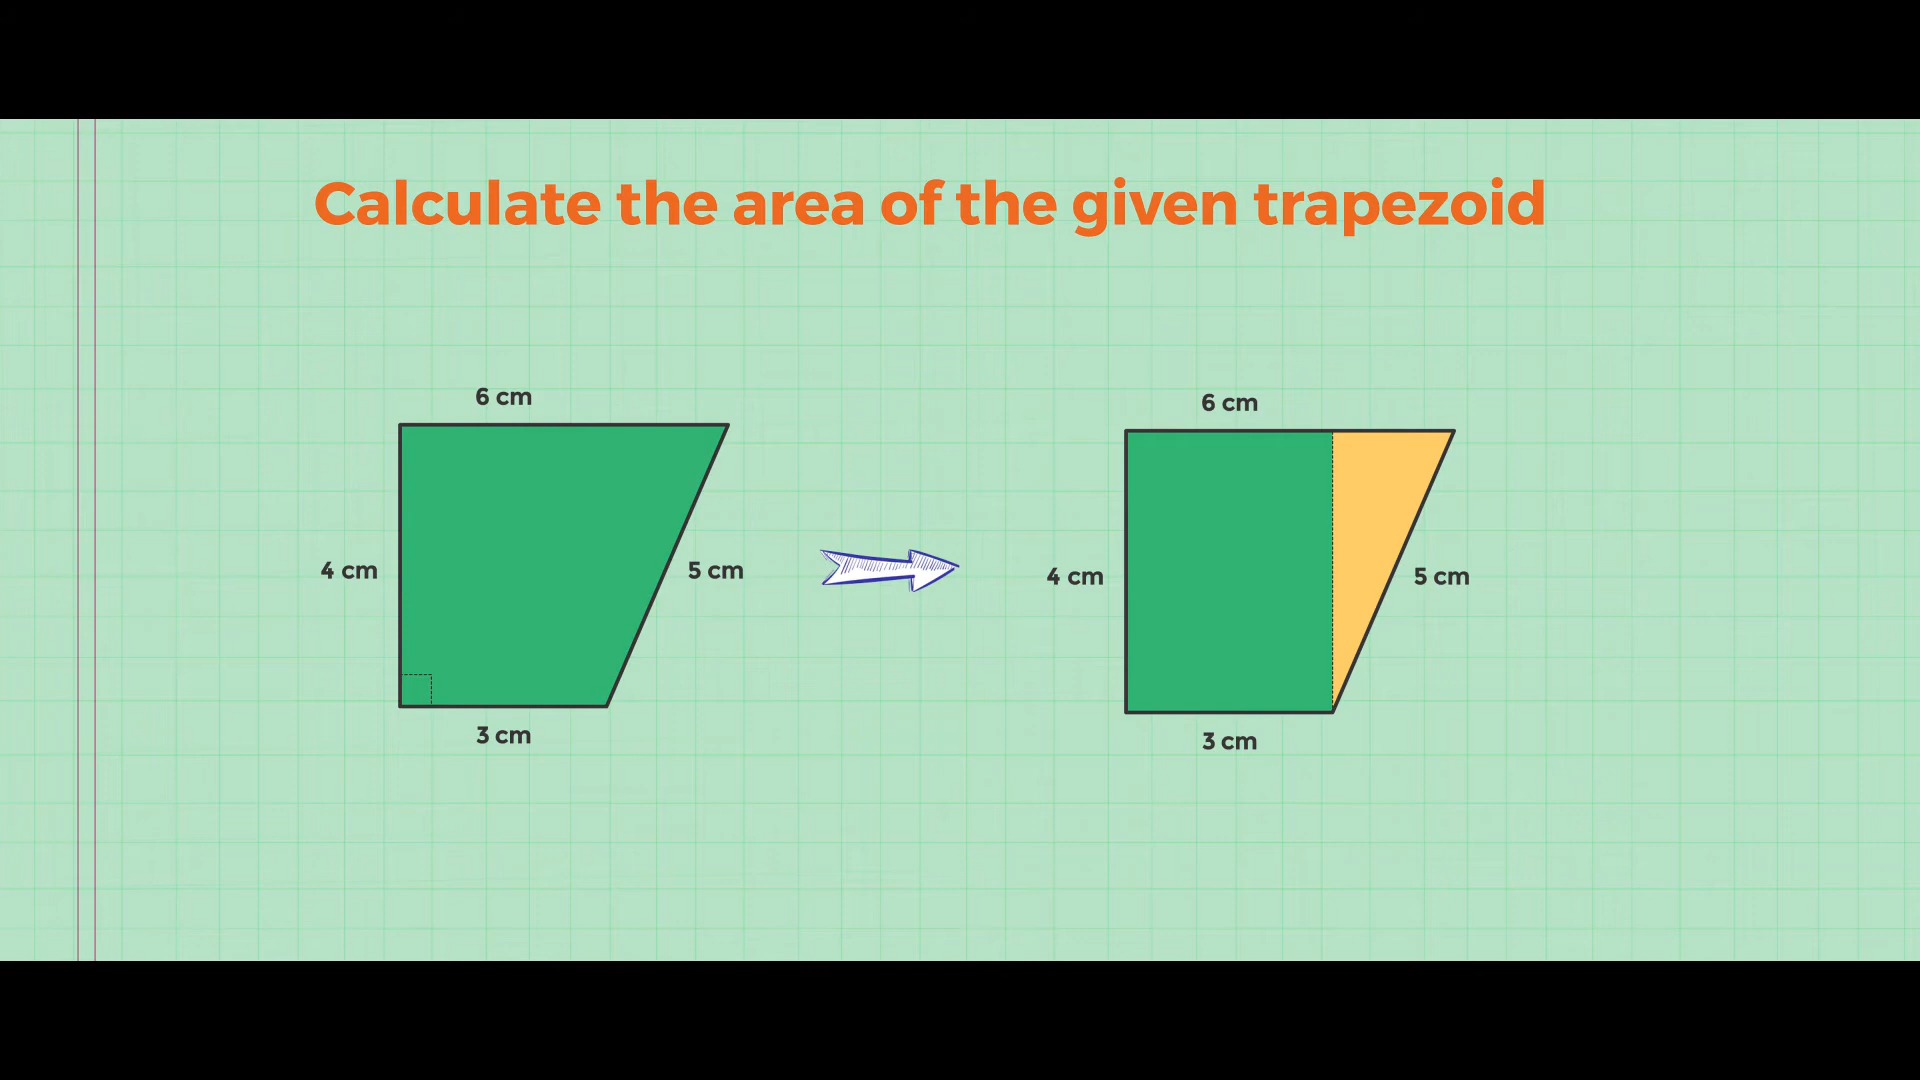 Calculate the area of the given trapezoid
6 cm
4 cm
5 cm
3 cm
6 cm
4 cm
5 cm
3 cm